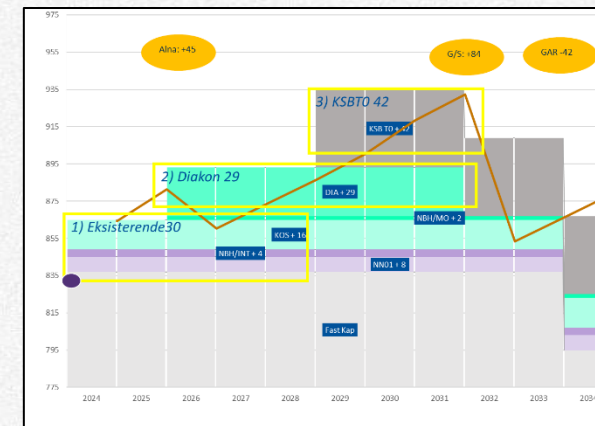 975
955
935
915
895
875
855
835
815
795
775
Alna: +45
G/S: +84
GAR -42
3) KSBT0 42
KSB T0 + 42
2) Diakon 29
DIA + 29
NBH/MO + 2
1) Eksisterende30
KOS+ 16
NBH/INT + 4
NN01 + 8
Fast Kap
2024 2025 2026 2027 2028 2029 2030 2031 2032 2033 2034